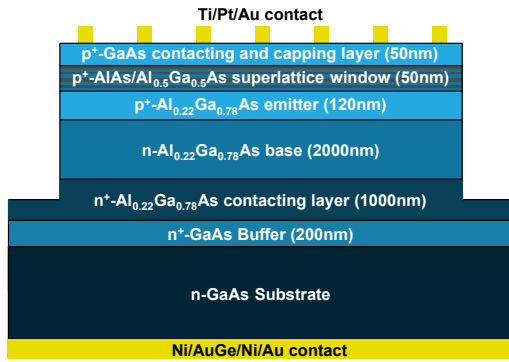 Ti/Pt/Au contact
p⁺-GaAs contacting and capping layer (50nm)
p⁺-AlAs/Al₀.₅Ga₀.₅As superlattice window (50nm)
p⁺-Al₀.₂₂Ga₀.₇₈As emitter (120nm)
n-Al₀.₂₂Ga₀.₇₈As base (2000nm)
n⁺-Al₀.₂₂Ga₀.₇₈As contacting layer (1000nm)
n⁺-GaAs Buffer (200nm)
n-GaAs Substrate
Ni/AuGe/Ni/Au contact